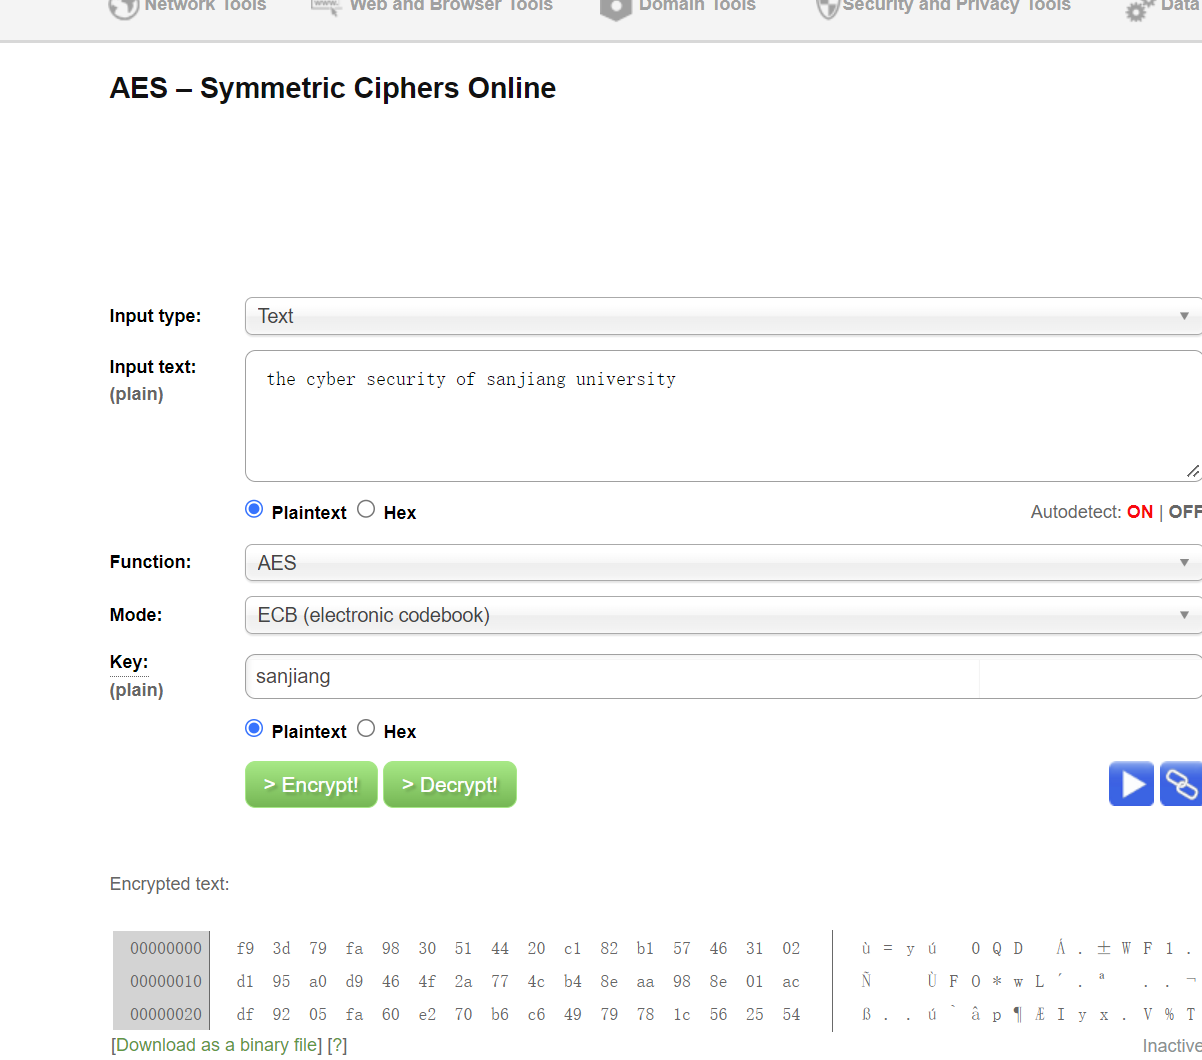 Network Tools Web and Browser Tools Domain Tools Security and Privacy Tools Data
AES – Symmetric Ciphers Online
Input type: Text
Input text: the cyber security of sanjiang university
(plain)
Plaintext Hex Autodetect: ON | OFF
Function: AES
Mode: ECB (electronic codebook)
Key: sanjiang
(plain)
Plaintext Hex
> Encrypt! > Decrypt!
Encrypted text:
00000000 f9 3d 79 fa 98 30 51 44 20 c1 82 b1 57 46 31 02 ù = y ú 0 Q D Á . ± W F 1 .
00000010 d1 95 a0 d9 46 4f 2a 77 4c b4 8e aa 98 8e 01 ac Ñ Ù F O * w L ´ . ª . . ¬
00000020 df 92 05 fa 60 e2 70 b6 c6 49 79 78 1c 56 25 54 ß . . ú ` â p ¶ Æ I y x . V % T
[Download as a binary file] [?]
Inactive